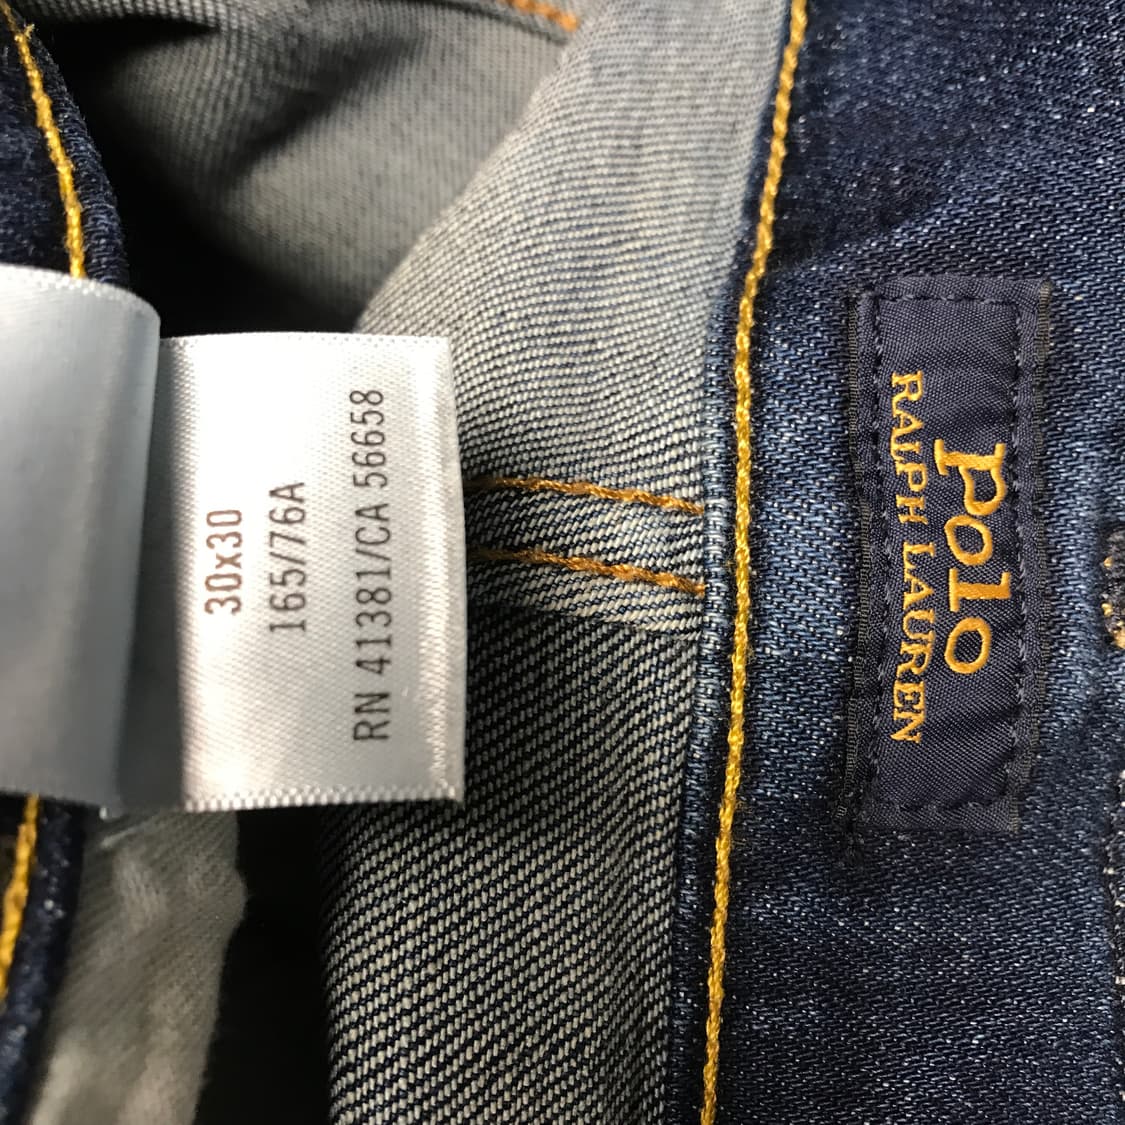 30x30
165/76A
RN 41381/CA 56658
polo
RALPH LAUREN